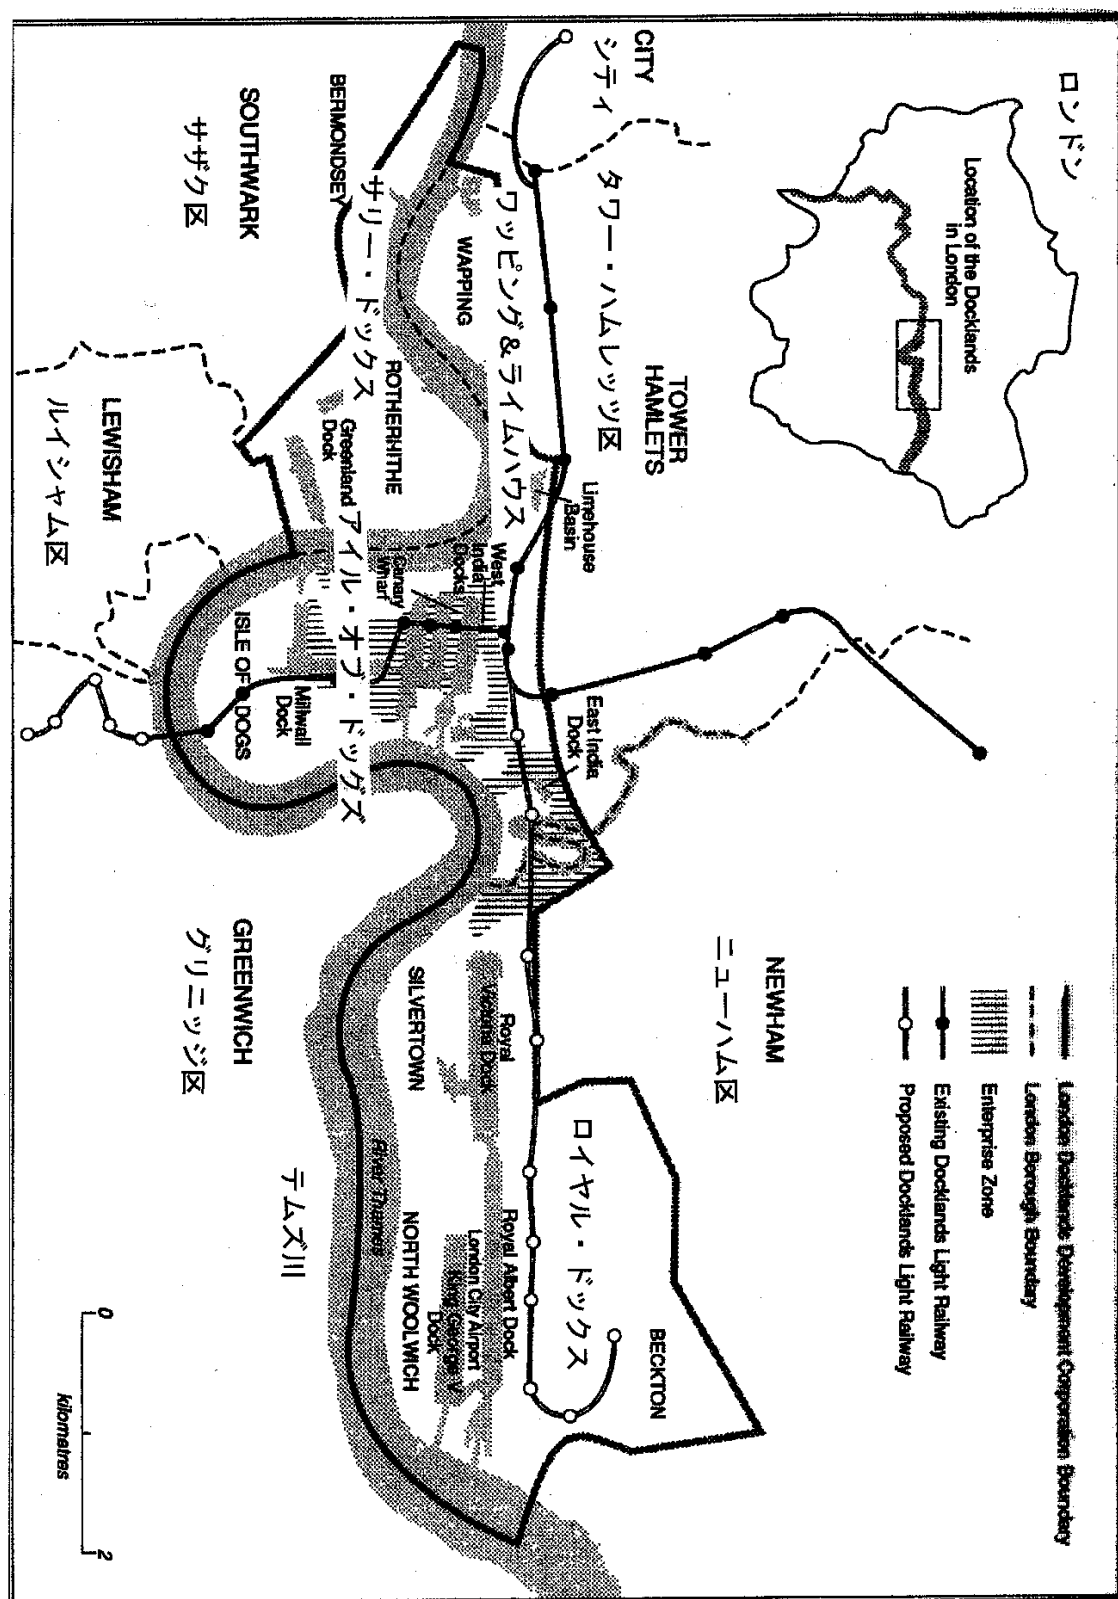 ロンドン
Location of the Docklands
in London
London Docklands Development Corporation Boundary
London Borough Boundary
Enterprise Zone
Existing Docklands Light Railway
Proposed Docklands Light Railway
CITY
シティ
タワー・ハムレッツ区
TOWER
HAMLETS
NEWHAM
ニューハム区
Limehouse
Basin
East India
Dock
BECKTON
ロイヤル・ドックス
ワッピング&ライムハウス
WAPPING
West
India
Docks
Canary
Wharf
Royal
Victoria Dock
Royal Albert Dock
London City Airport
King George V
Dock
SILVERTOWN
NORTH WOOLWICH
BERMONDSEY
サリー・ドックス
ROTHERHITHE
Greenland
Dock
アイル・オブ・ドッグズ
Millwall
Dock
ISLE OF DOGS
River Thames
テムズ川
SOUTHWARK
サザク区
LEWISHAM
ルイシャム区
GREENWICH
グリニッジ区
0
2
kilometres